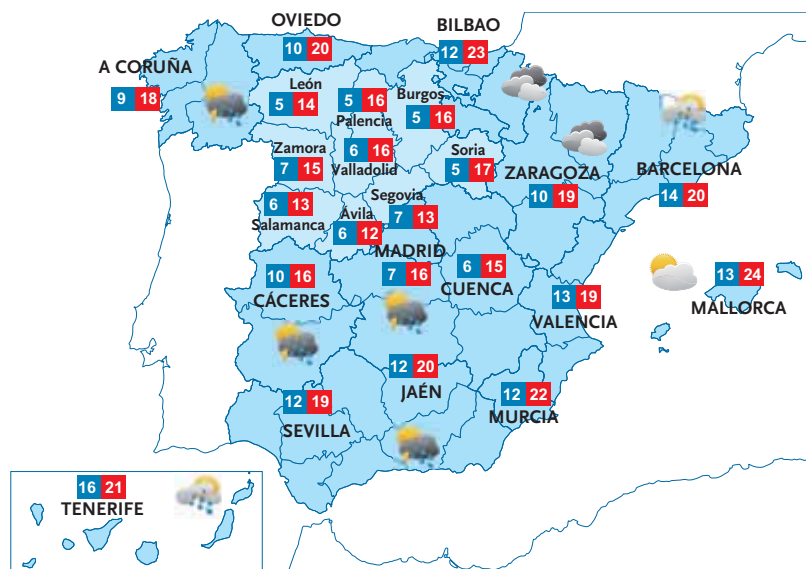 OVIEDO
10 20
BILBAO
12 23
A CORUÑA
9 18
León
5 14
5 16
Palencia
Burgos
5 16
Zamora
7 15
6 16
Valladolid
Soria
5 17
ZARAGOZA
10 19
BARCELONA
14 20
6 13
Salamanca
Ávila
6 12
Segovia
7 13
MADRID
7 16
6 15
CUENCA
10 16
CÁCERES
13 19
VALENCIA
13 24
MALLORCA
12 20
JAÉN
12 19
SEVILLA
12 22
MURCIA
16 21
TENERIFE